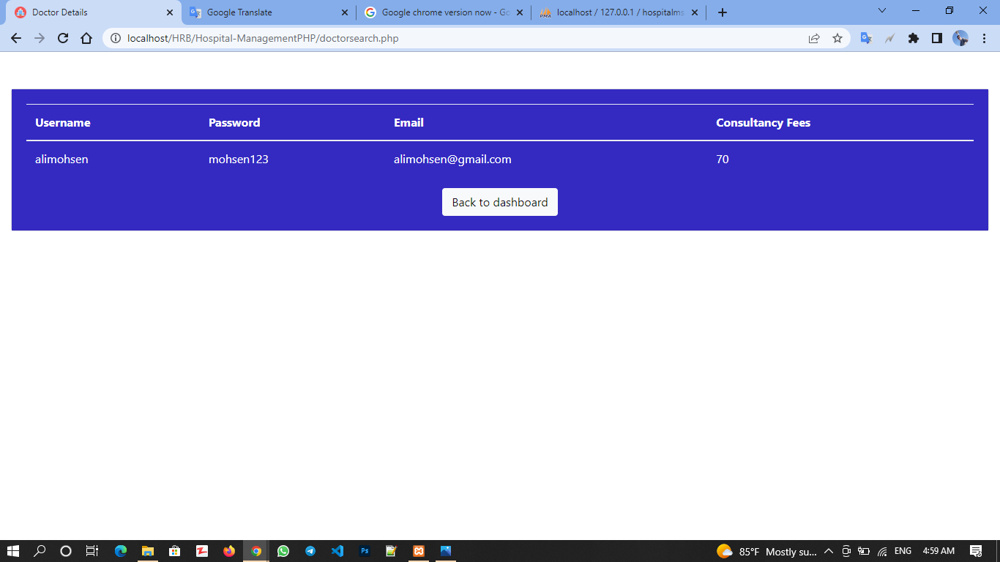 Doctor Details
Google Translate
Google chrome version now - Go
localhost / 127.0.0.1 / hospitalms
localhost/HRB/Hospital-ManagementPHP/doctorsearch.php
Username Password Email Consultancy Fees
alimohsen mohsen123 alimohsen@gmail.com 70
Back to dashboard
85°F Mostly su... ENG 4:59 AM